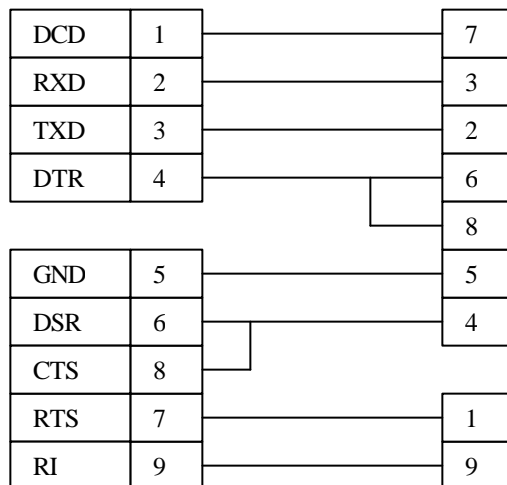 DCD 1 7
RXD 2 3
TXD 3 2
DTR 4 6
8
GND 5 5
DSR 6 4
CTS 8
RTS 7 1
RI 9 9